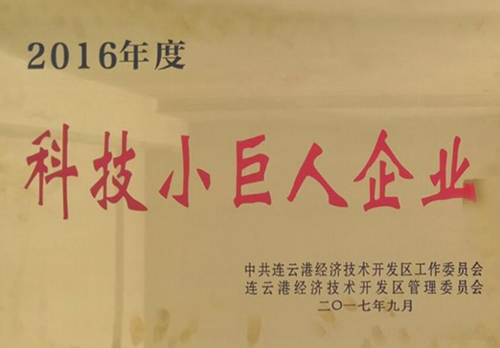 2016年度
科技小巨人企业
中共连云港经济技术开发区工作委员会
连云港经济技术开发区管理委员会
二〇一七年九月